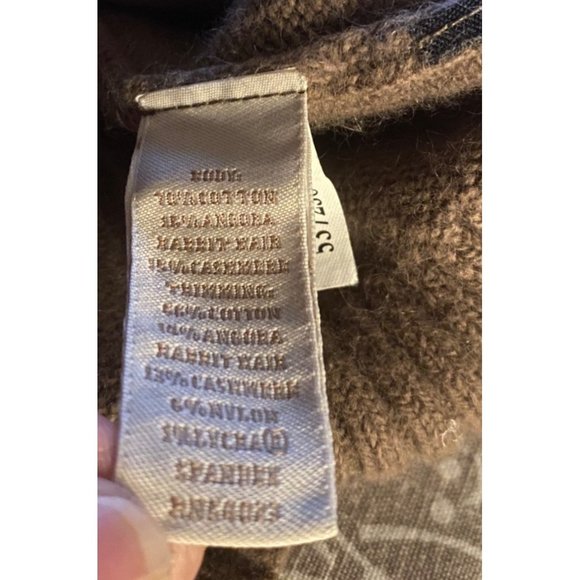 BODY:
70%COTTON
15%ANGORA
RABBIT HAIR
15%CASHMERE
TRIMMING:
66%COTTON
14%ANGORA
RABBIT HAIR
13%CASHMERE
6%NYLON
1%LYCRA(R)
SPANDEX